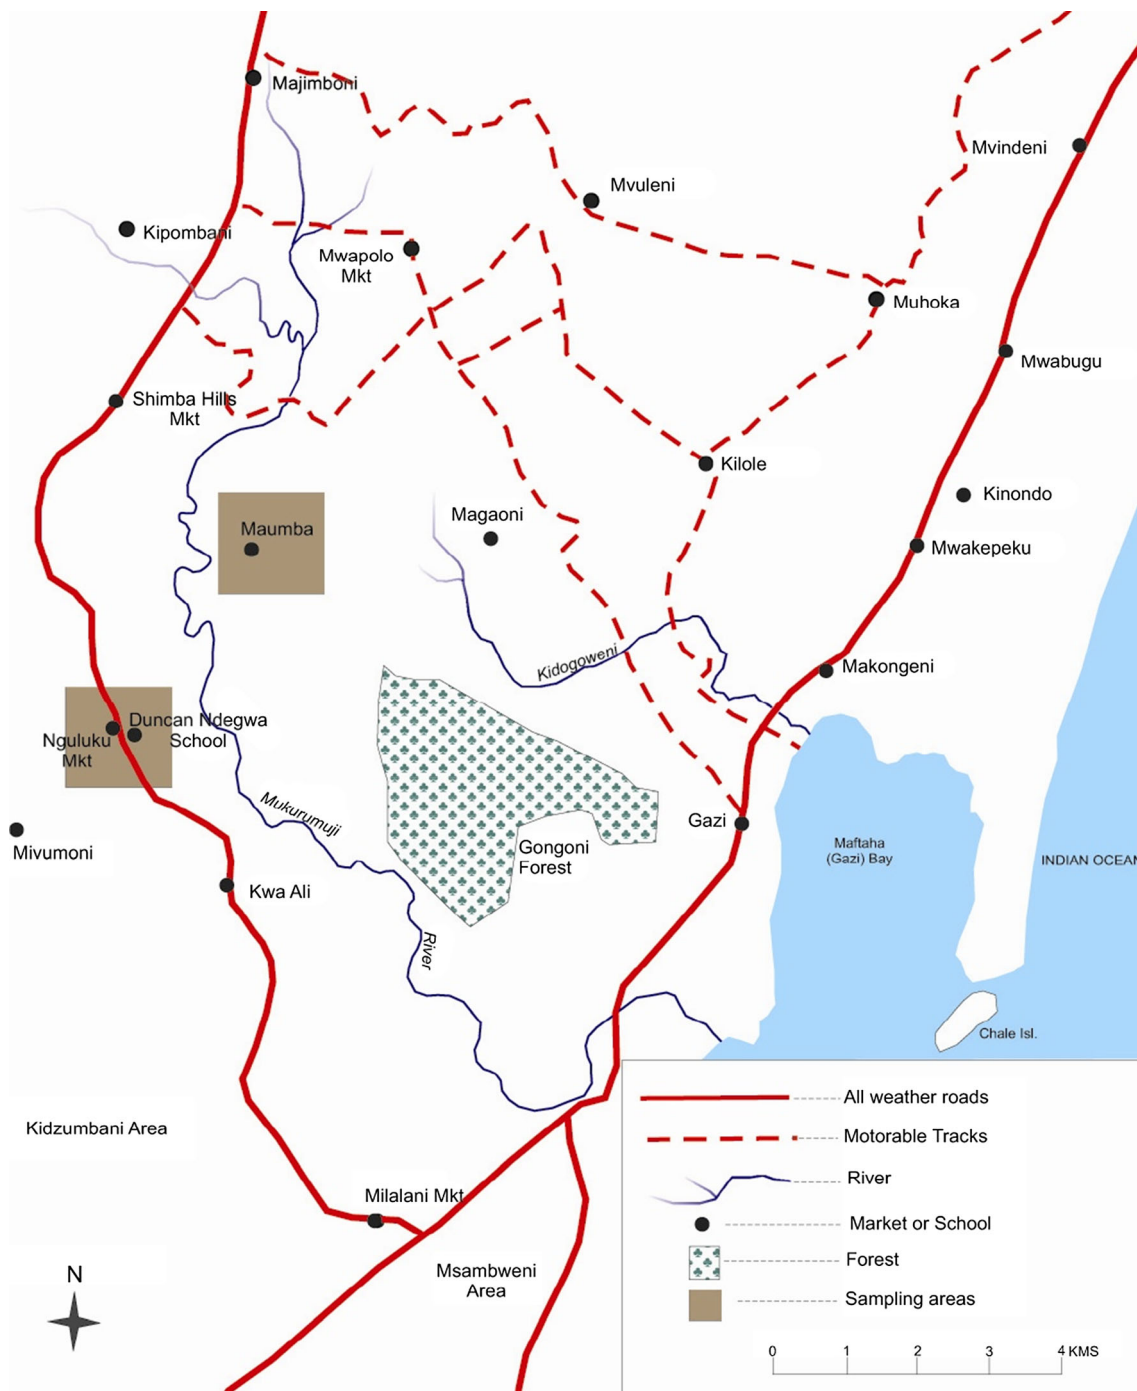 Majimboni
Mvindeni
Mvuleni
Kipombani
Mwapolo
Mkt
Muhoka
Mwabugu
Shimba Hills
Mkt
Kilole
Kinondo
Magaoni
Maumba
Mwakepeku
Kidogoweni
Makongeni
Duncan Ndegwa
School
Nguluku
Mkt
Mukurumuji
Gazi
Mivumoni
Gongoni
Forest
Maftaha
(Gazi) Bay
INDIAN OCEAN
Kwa Ali
River
Chale Isl.
All weather roads
Kidzumbani Area
Motorable Tracks
River
Milalani Mkt
Market or School
Msambweni
Area
Forest
N
Sampling areas
0 1 2 3 4 KMS